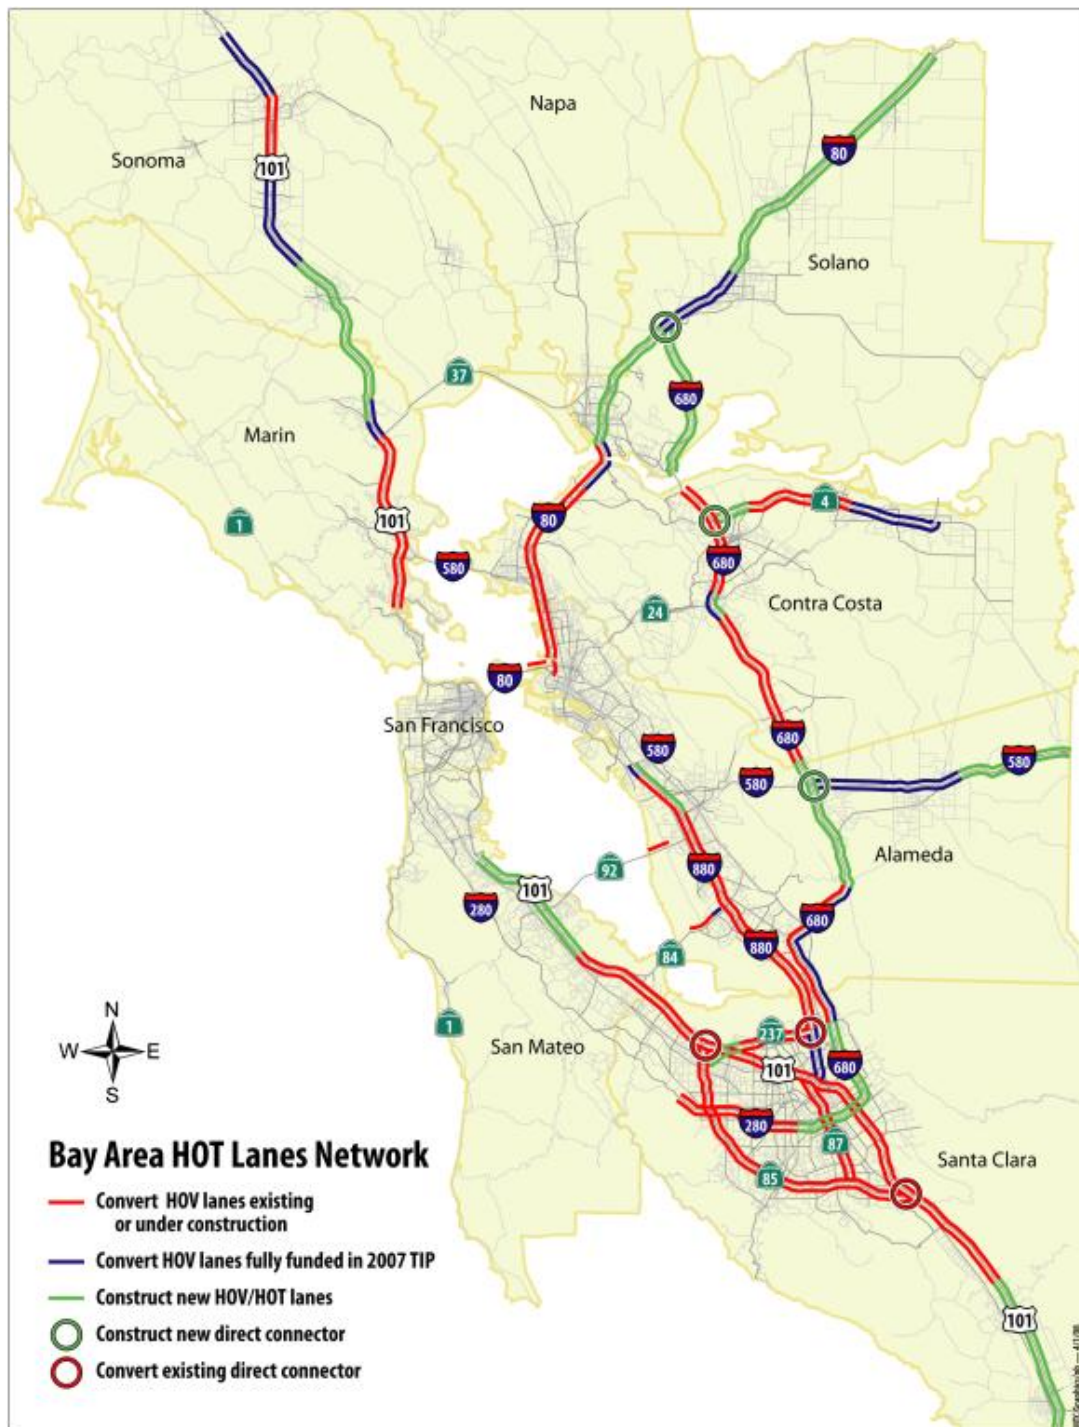 Napa
Sonoma
80
101
Solano
37
680
Marin
4
1
101
80
580
680
Contra Costa
24
80
San Francisco
680
580
580
580
Alameda
101
92
880
280
680
880
84
1
San Mateo
237
101
680
N
W E
S
280
87
85
Santa Clara
Bay Area HOT Lanes Network
Convert HOV lanes existing
or under construction
Convert HOV lanes fully funded in 2007 TIP
Construct new HOV/HOT lanes
Construct new direct connector
Convert existing direct connector
101